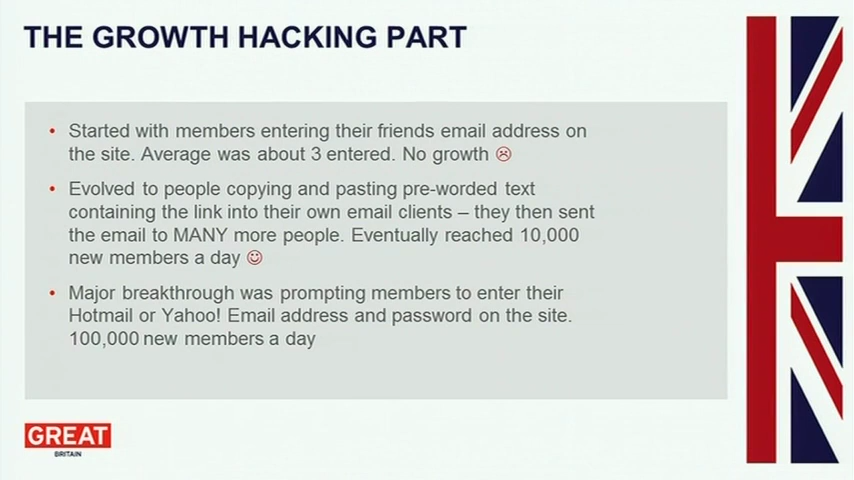 THE GROWTH HACKING PART
• Started with members entering their friends email address on
the site. Average was about 3 entered. No growth ☹
• Evolved to people copying and pasting pre-worded text
containing the link into their own email clients – they then sent
the email to MANY more people. Eventually reached 10,000
new members a day ☺
• Major breakthrough was prompting members to enter their
Hotmail or Yahoo! Email address and password on the site.
100,000 new members a day
GREAT
BRITAIN